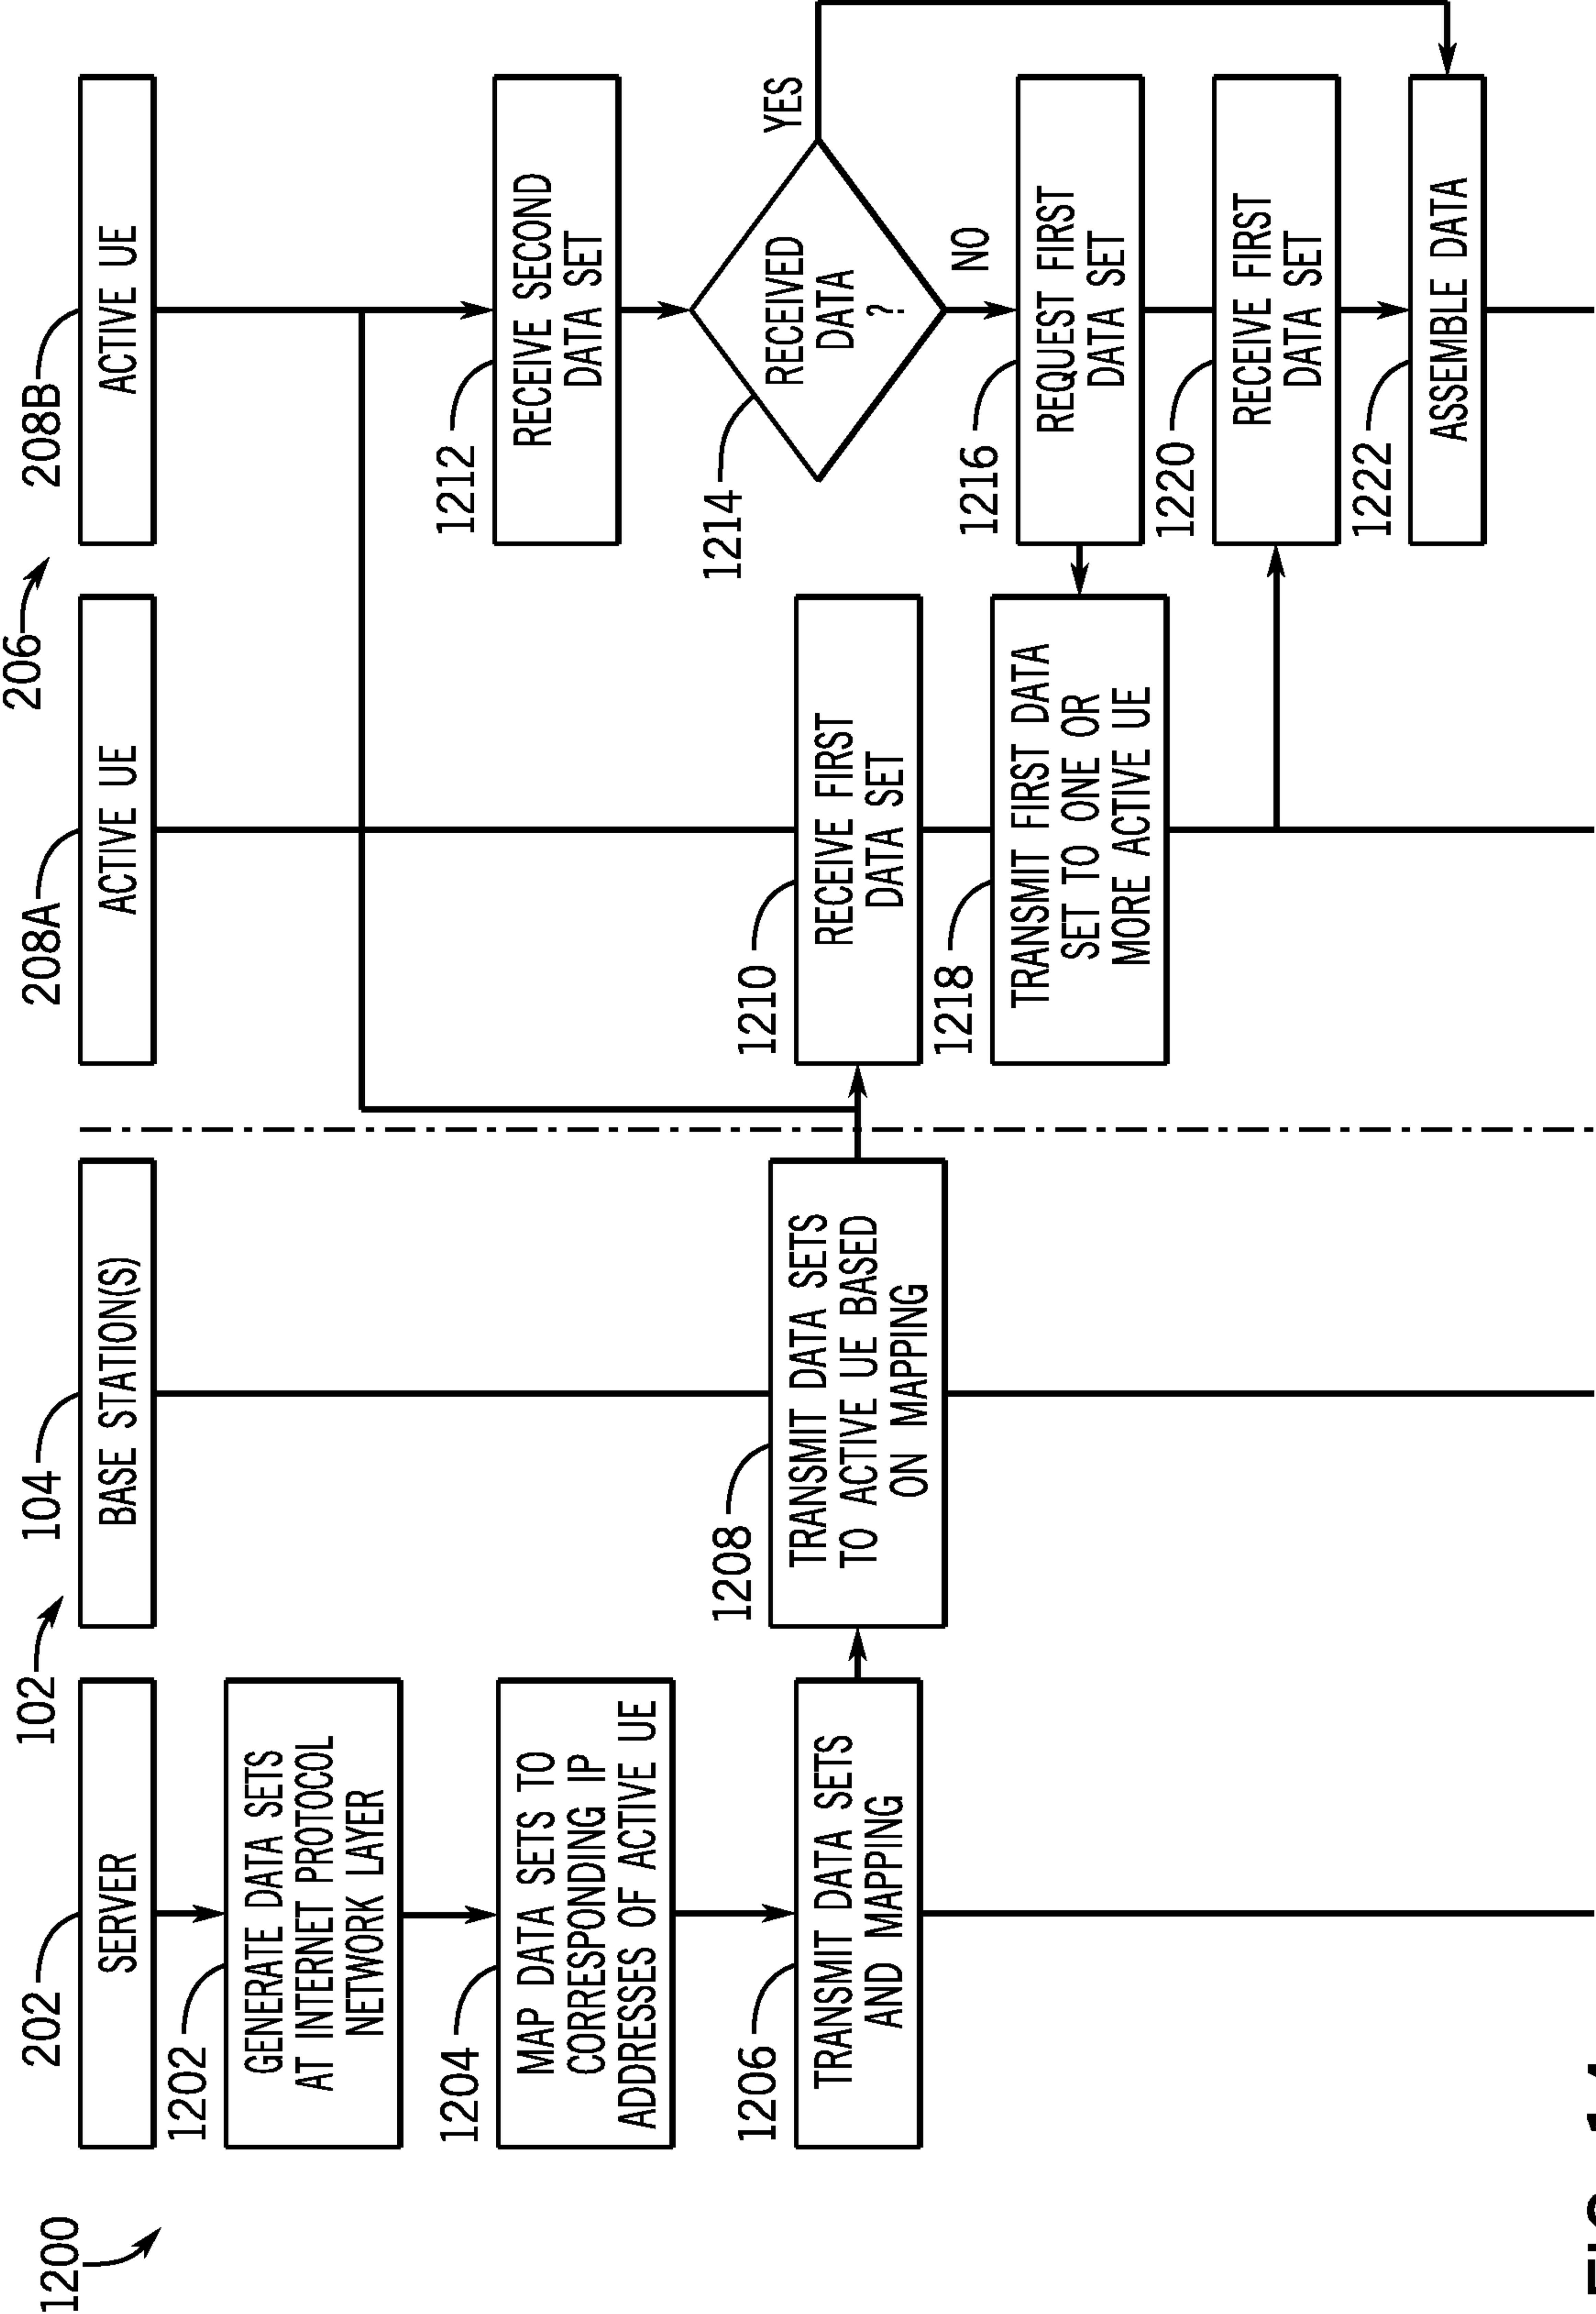 1200
202
SERVER
102
104
BASE STATION(S)
208A
ACTIVE UE
206
208B
ACTIVE UE
1202
GENERATE DATA SETS
AT INTERNET PROTOCOL
NETWORK LAYER
1204
MAP DATA SETS TO
CORRESPONDING IP
ADDRESSES OF ACTIVE UE
1206
TRANSMIT DATA SETS
AND MAPPING
1208
TRANSMIT DATA SETS
TO ACTIVE UE BASED
ON MAPPING
1210
RECEIVE FIRST
DATA SET
1212
RECEIVE SECOND
DATA SET
1214
RECEIVED
DATA
?
YES
NO
1216
REQUEST FIRST
DATA SET
1218
TRANSMIT FIRST DATA
SET TO ONE OR
MORE ACTIVE UE
1220
RECEIVE FIRST
DATA SET
1222
ASSEMBLE DATA